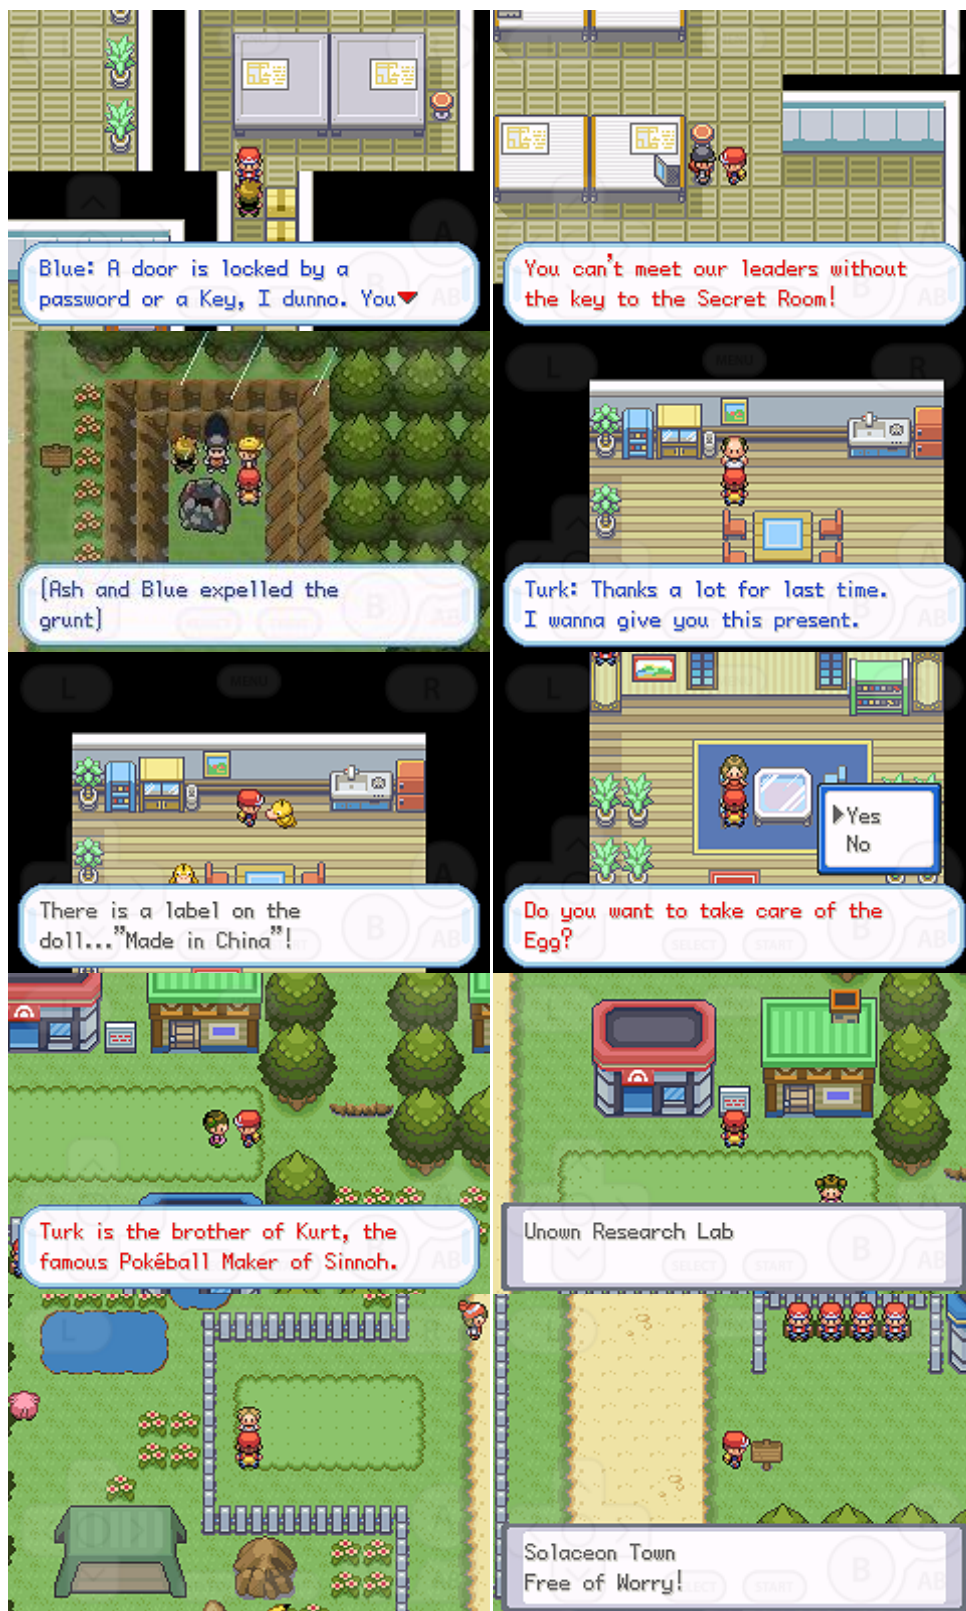 Blue: A door is locked by a
password or a Key, I dunno. You
You can't meet our leaders without
the key to the Secret Room!
(Ash and Blue expelled the
grunt)
Turk: Thanks a lot for last time.
I wanna give you this present.
There is a label on the
doll..."Made in China"!
Yes
No
Do you want to take care of the
Egg?
Turk is the brother of Kurt, the
famous Pokéball Maker of Sinnoh.
Unown Research Lab
Solaceon Town
Free of Worry!
A
B
AB
L
MENU
R
SELECT
START